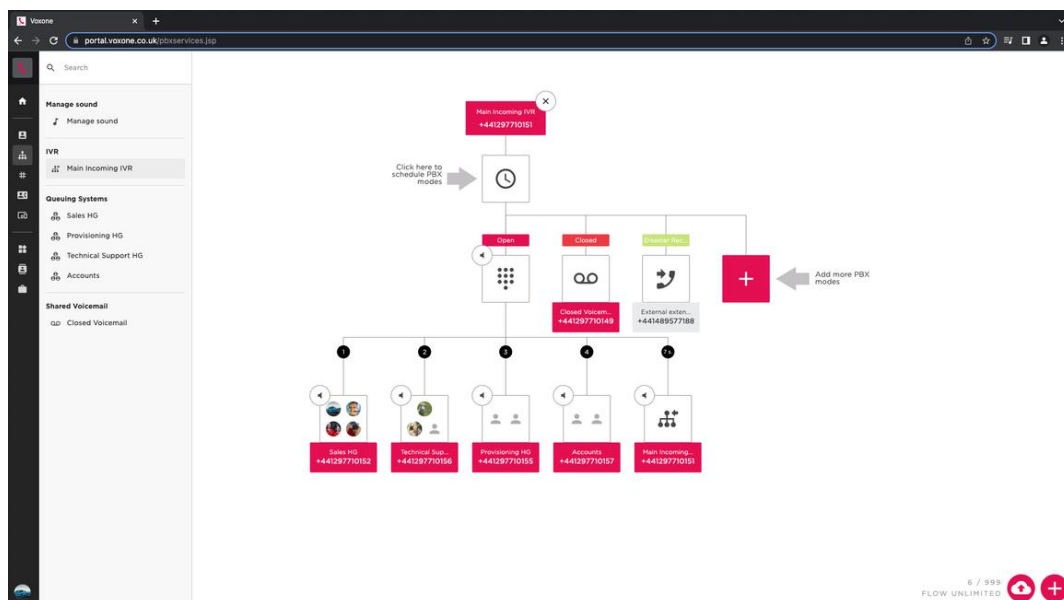 Voxone
portal.voxone.co.uk/pbxservices.jsp
Search
Manage sound
Manage sound
IVR
Main Incoming IVR
Queuing Systems
Sales HG
Provisioning HG
Technical Support HG
Accounts
Shared Voicemail
Closed Voicemail
Main Incoming IVR
+441297710151
Click here to
schedule PBX
modes
Open
Closed
Disaster Rec...
Closed Voicem...
+441297710149
External exten...
+441489577188
Add more PBX
modes
1
2
3
4
?x
Sales HG
+441297710152
Technical Sup...
+441297710156
Provisioning HG
+441297710155
Accounts
+441297710157
Main Incoming...
+441297710151
6 / 999
FLOW UNLIMITED